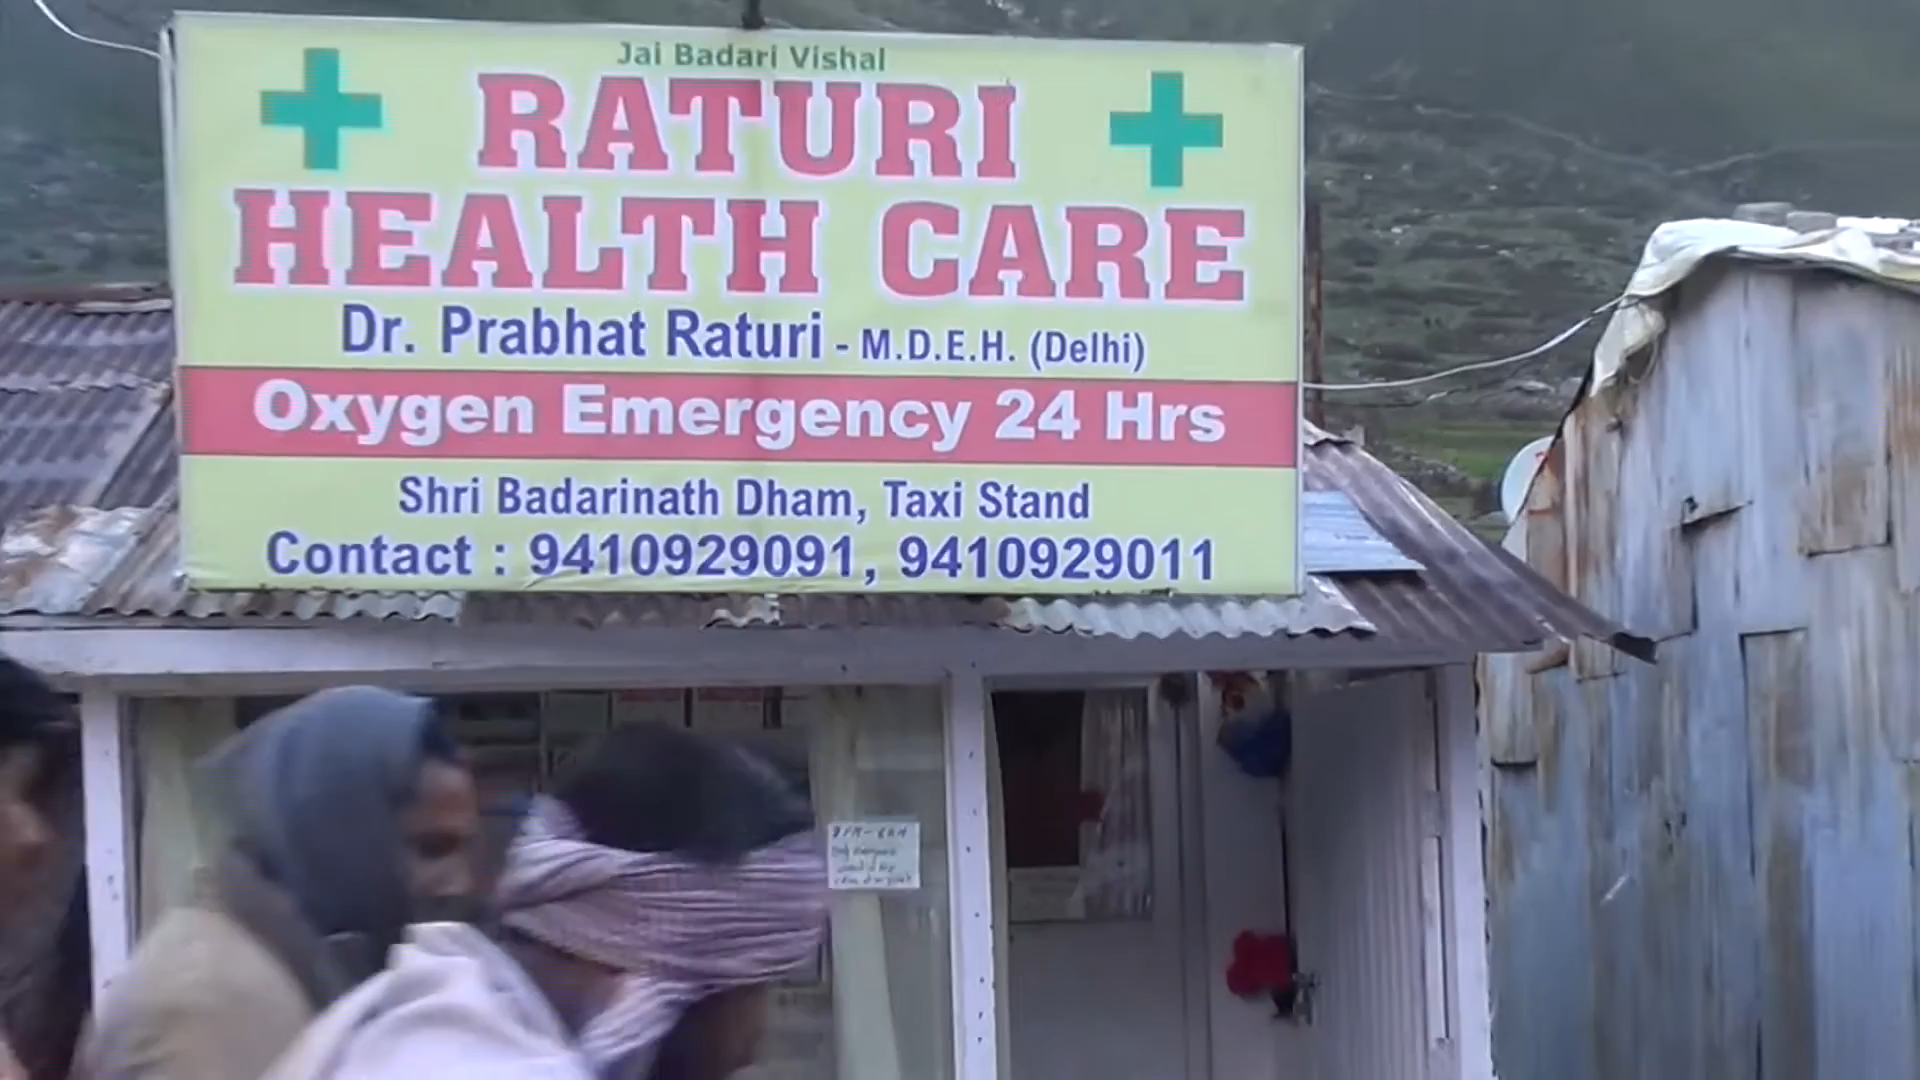 Jai Badari Vishal
RATURI
HEALTH CARE
Dr. Prabhat Raturi - M.D.E.H. (Delhi)
Oxygen Emergency 24 Hrs
Shri Badarinath Dham, Taxi Stand
Contact : 9410929091, 9410929011